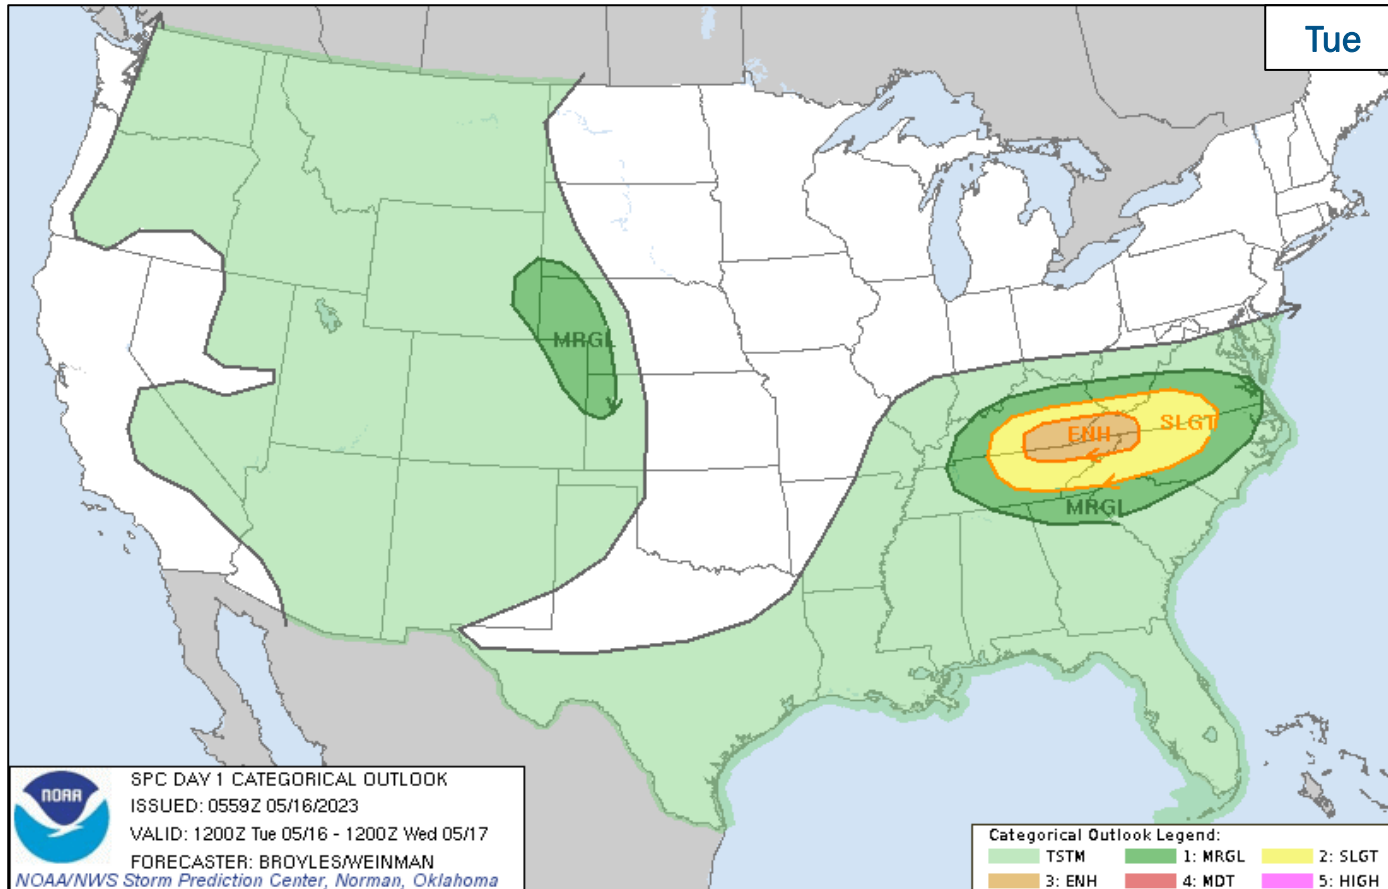 Tue
MRGL
SLGT
ENH
MRGL
NOAA
SPC DAY 1 CATEGORICAL OUTLOOK
ISSUED: 0559Z 05/16/2023
VALID: 1200Z Tue 05/16 - 1200Z Wed 05/17
FORECASTER: BROYLES/WEINMAN
NOAA/NWS Storm Prediction Center, Norman, Oklahoma
Categorical Outlook Legend:
TSTM 1: MRGL 2: SLGT
3: ENH 4: MDT 5: HIGH